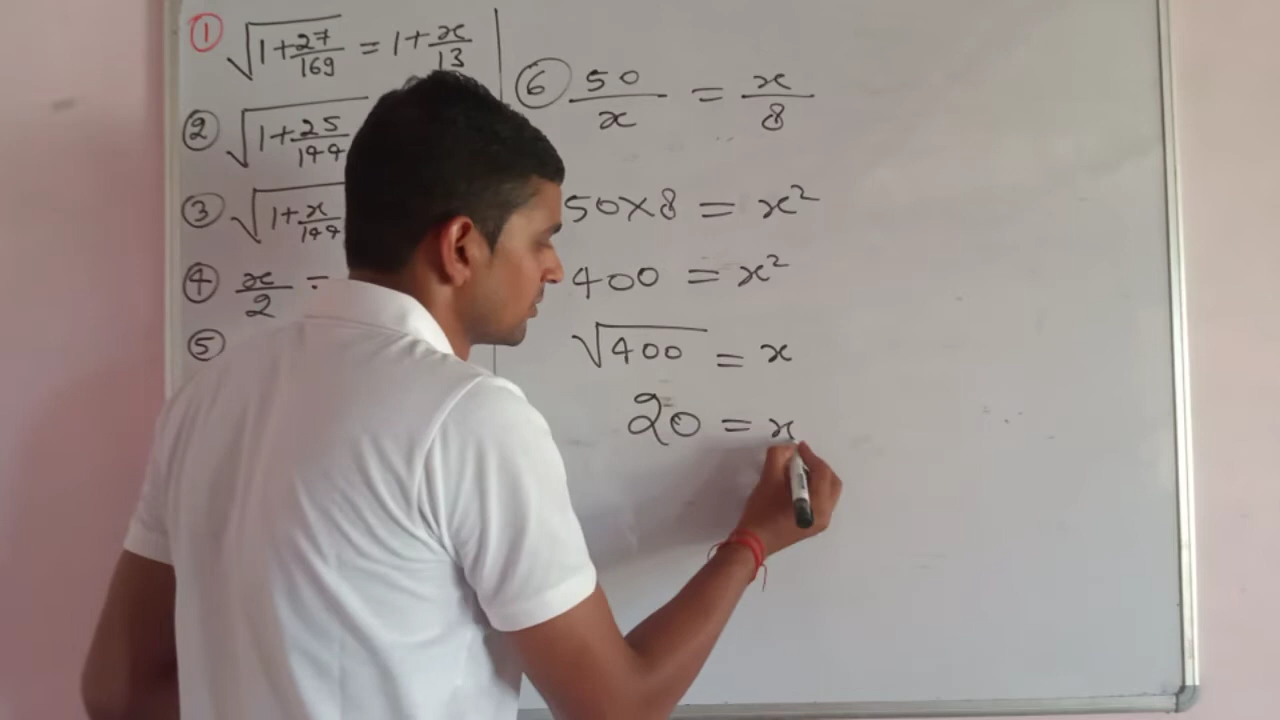 ① √(1+27/169) = 1+x/13
② √(1+25/144
③ √(1+x/144
④ x/2 =
⑤
⑥ 50/x = x/8
50×8 = x²
400 = x²
√400 = x
20 = x